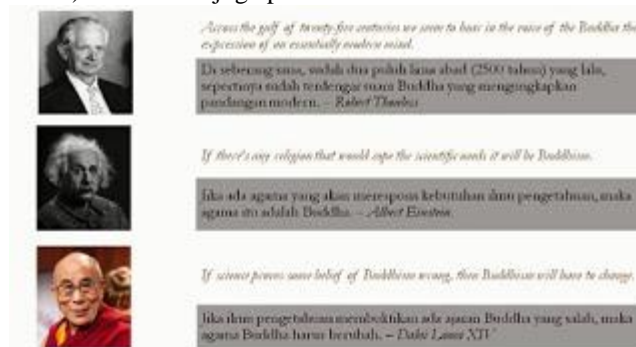 Across the gulf of twenty-five centuries we seem to hear in the voice of the Buddha the
expression of an essentially modern mind.
Di seberang sana, sudah dua puluh lima abad (2500 tahun) yang lalu,
sepertinya sudah terdengar suara Buddha yang mengungkapkan
pandangan modern. – Robert Thouless
If there's any religion that would cope the scientific needs it will be Buddhism.
Jika ada agama yang akan merespons kebutuhan ilmu pengetahuan, maka
agama itu adalah Buddha. – Albert Einstein
If science proves some belief of Buddhism wrong, then Buddhism will have to change.
Jika ilmu pengetahuan membuktikan ada ajaran Buddha yang salah, maka
agama Buddha harus berubah. – Dalai Lama XIV